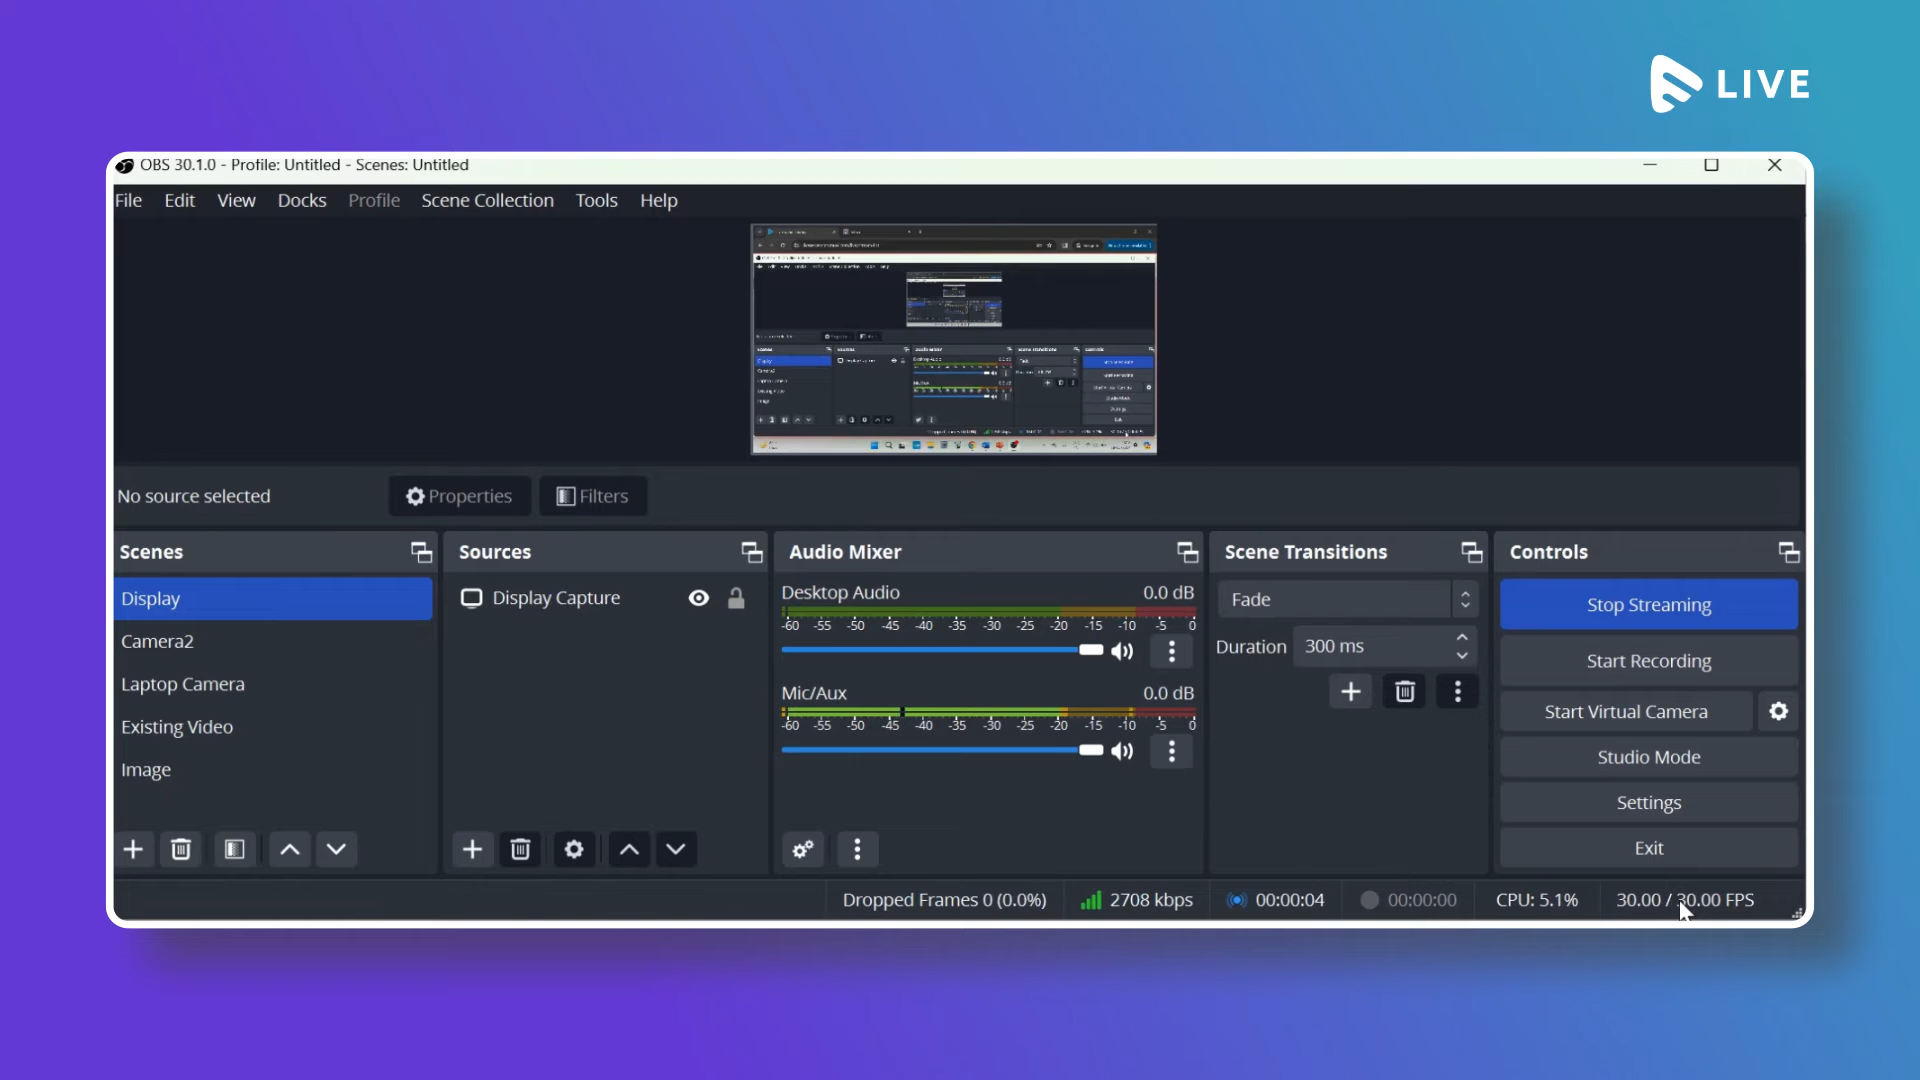 LIVE
OBS 30.1.0 - Profile: Untitled - Scenes: Untitled
File Edit View Docks Profile Scene Collection Tools Help
No source selected Properties Filters
Scenes
Display
Camera2
Laptop Camera
Existing Video
Image
Sources
Display Capture
Audio Mixer
Desktop Audio 0.0 dB
-60 -55 -50 -45 -40 -35 -30 -25 -20 -15 -10 -5 0
Mic/Aux 0.0 dB
-60 -55 -50 -45 -40 -35 -30 -25 -20 -15 -10 -5 0
Scene Transitions
Fade
Duration 300 ms
Controls
Stop Streaming
Start Recording
Start Virtual Camera
Studio Mode
Settings
Exit
Dropped Frames 0 (0.0%) 2708 kbps 00:00:04 00:00:00 CPU: 5.1% 30.00 / 30.00 FPS